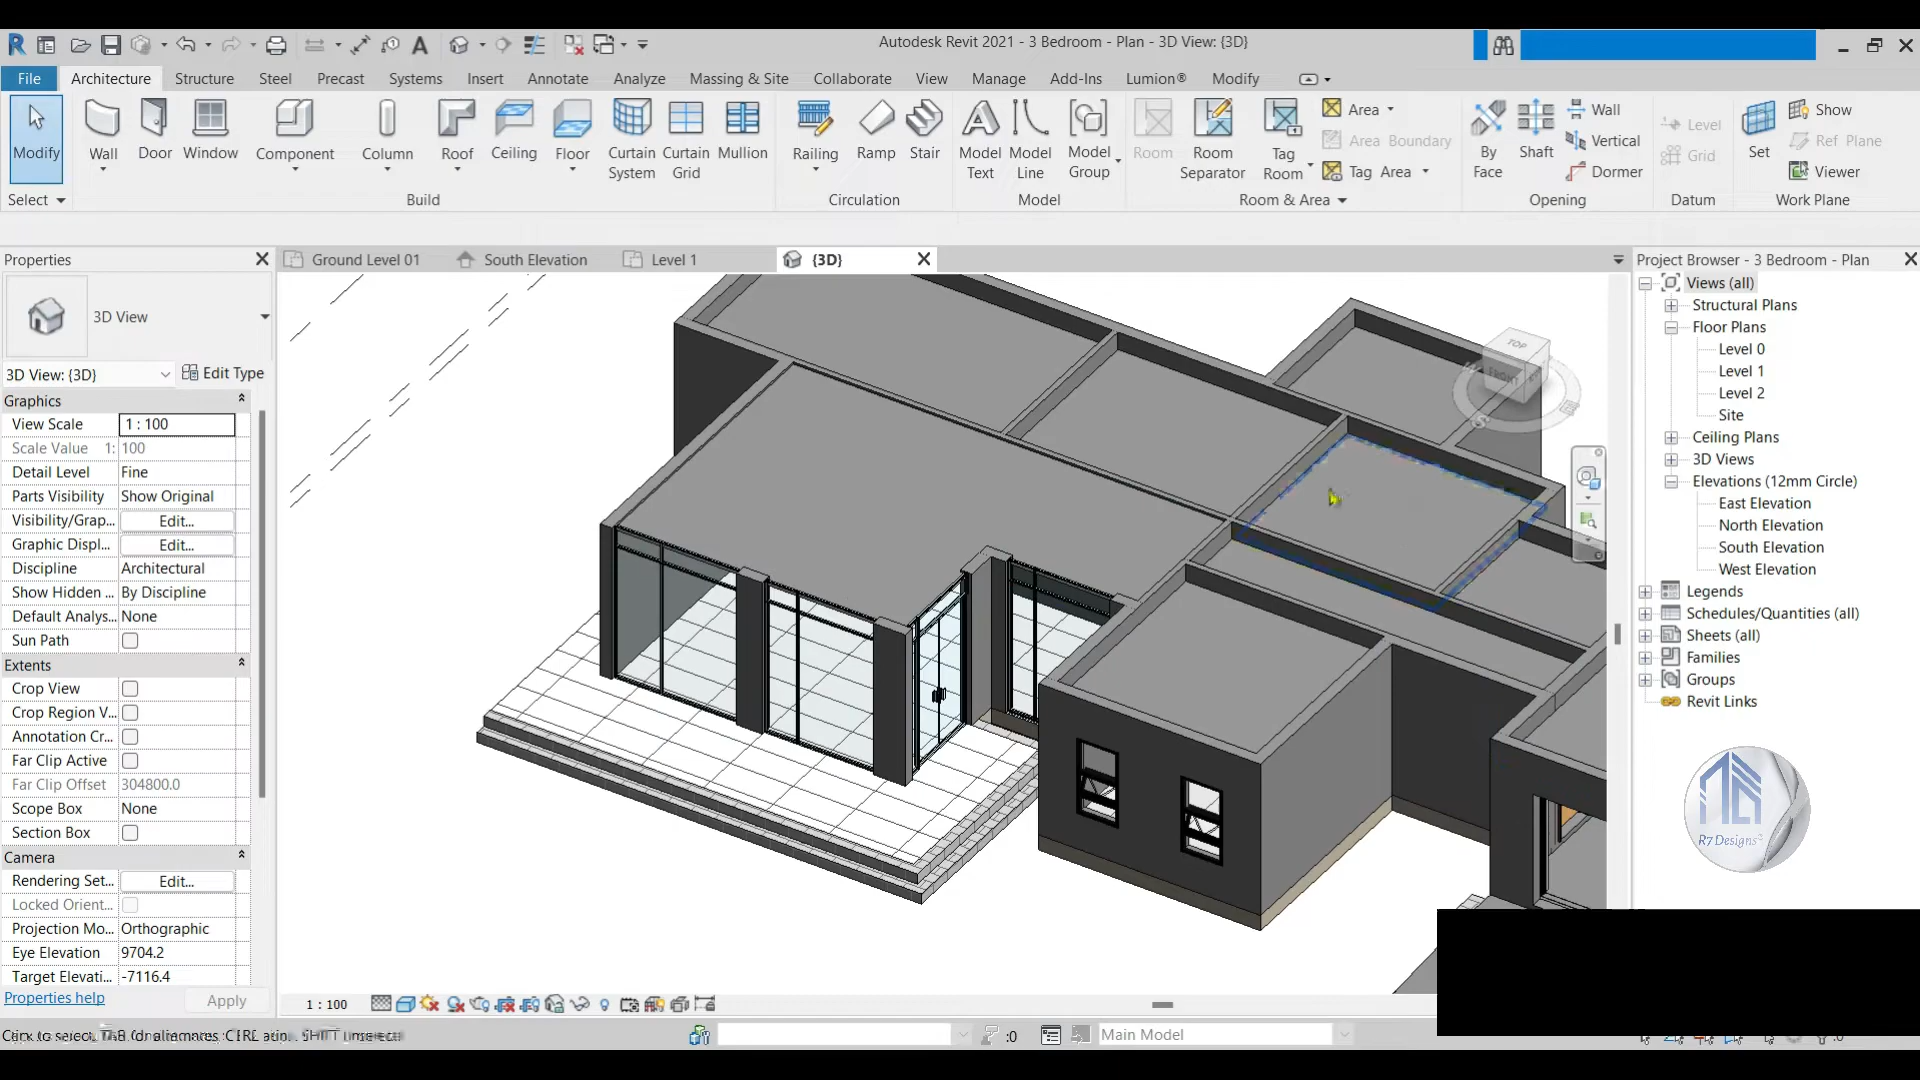 Autodesk Revit 2021 - 3 Bedroom - Plan - 3D View: {3D}
File Architecture Structure Steel Precast Systems Insert Annotate Analyze Massing & Site Collaborate View Manage Add-Ins Lumion® Modify
Modify Wall Door Window Component Column Roof Ceiling Floor Curtain System Curtain Grid Mullion Railing Ramp Stair Model Text Model Line Model Group Room Room Separator Tag Room
Area
Area Boundary
Tag Area
By Face Shaft
Wall
Vertical
Dormer
Level
Grid
Set
Show
Ref Plane
Viewer
Select Build Circulation Model Room & Area Opening Datum Work Plane
Properties
Ground Level 01 South Elevation Level 1 {3D}
3D View
3D View: {3D} Edit Type
Graphics
View Scale 1 : 100
Scale Value 1: 100
Detail Level Fine
Parts Visibility Show Original
Visibility/Grap... Edit...
Graphic Displ... Edit...
Discipline Architectural
Show Hidden ... By Discipline
Default Analys... None
Sun Path
Extents
Crop View
Crop Region V...
Annotation Cr...
Far Clip Active
Far Clip Offset 304800.0
Scope Box None
Section Box
Camera
Rendering Set... Edit...
Locked Orient...
Projection Mo... Orthographic
Eye Elevation 9704.2
Target Elevati... -7116.4
Properties help Apply
TOP
FRONT
Project Browser - 3 Bedroom - Plan
Views (all)
Structural Plans
Floor Plans
Level 0
Level 1
Level 2
Site
Ceiling Plans
3D Views
Elevations (12mm Circle)
East Elevation
North Elevation
South Elevation
West Elevation
Legends
Schedules/Quantities (all)
Sheets (all)
Families
Groups
Revit Links
R7 Designs
1 : 100
:0 Main Model